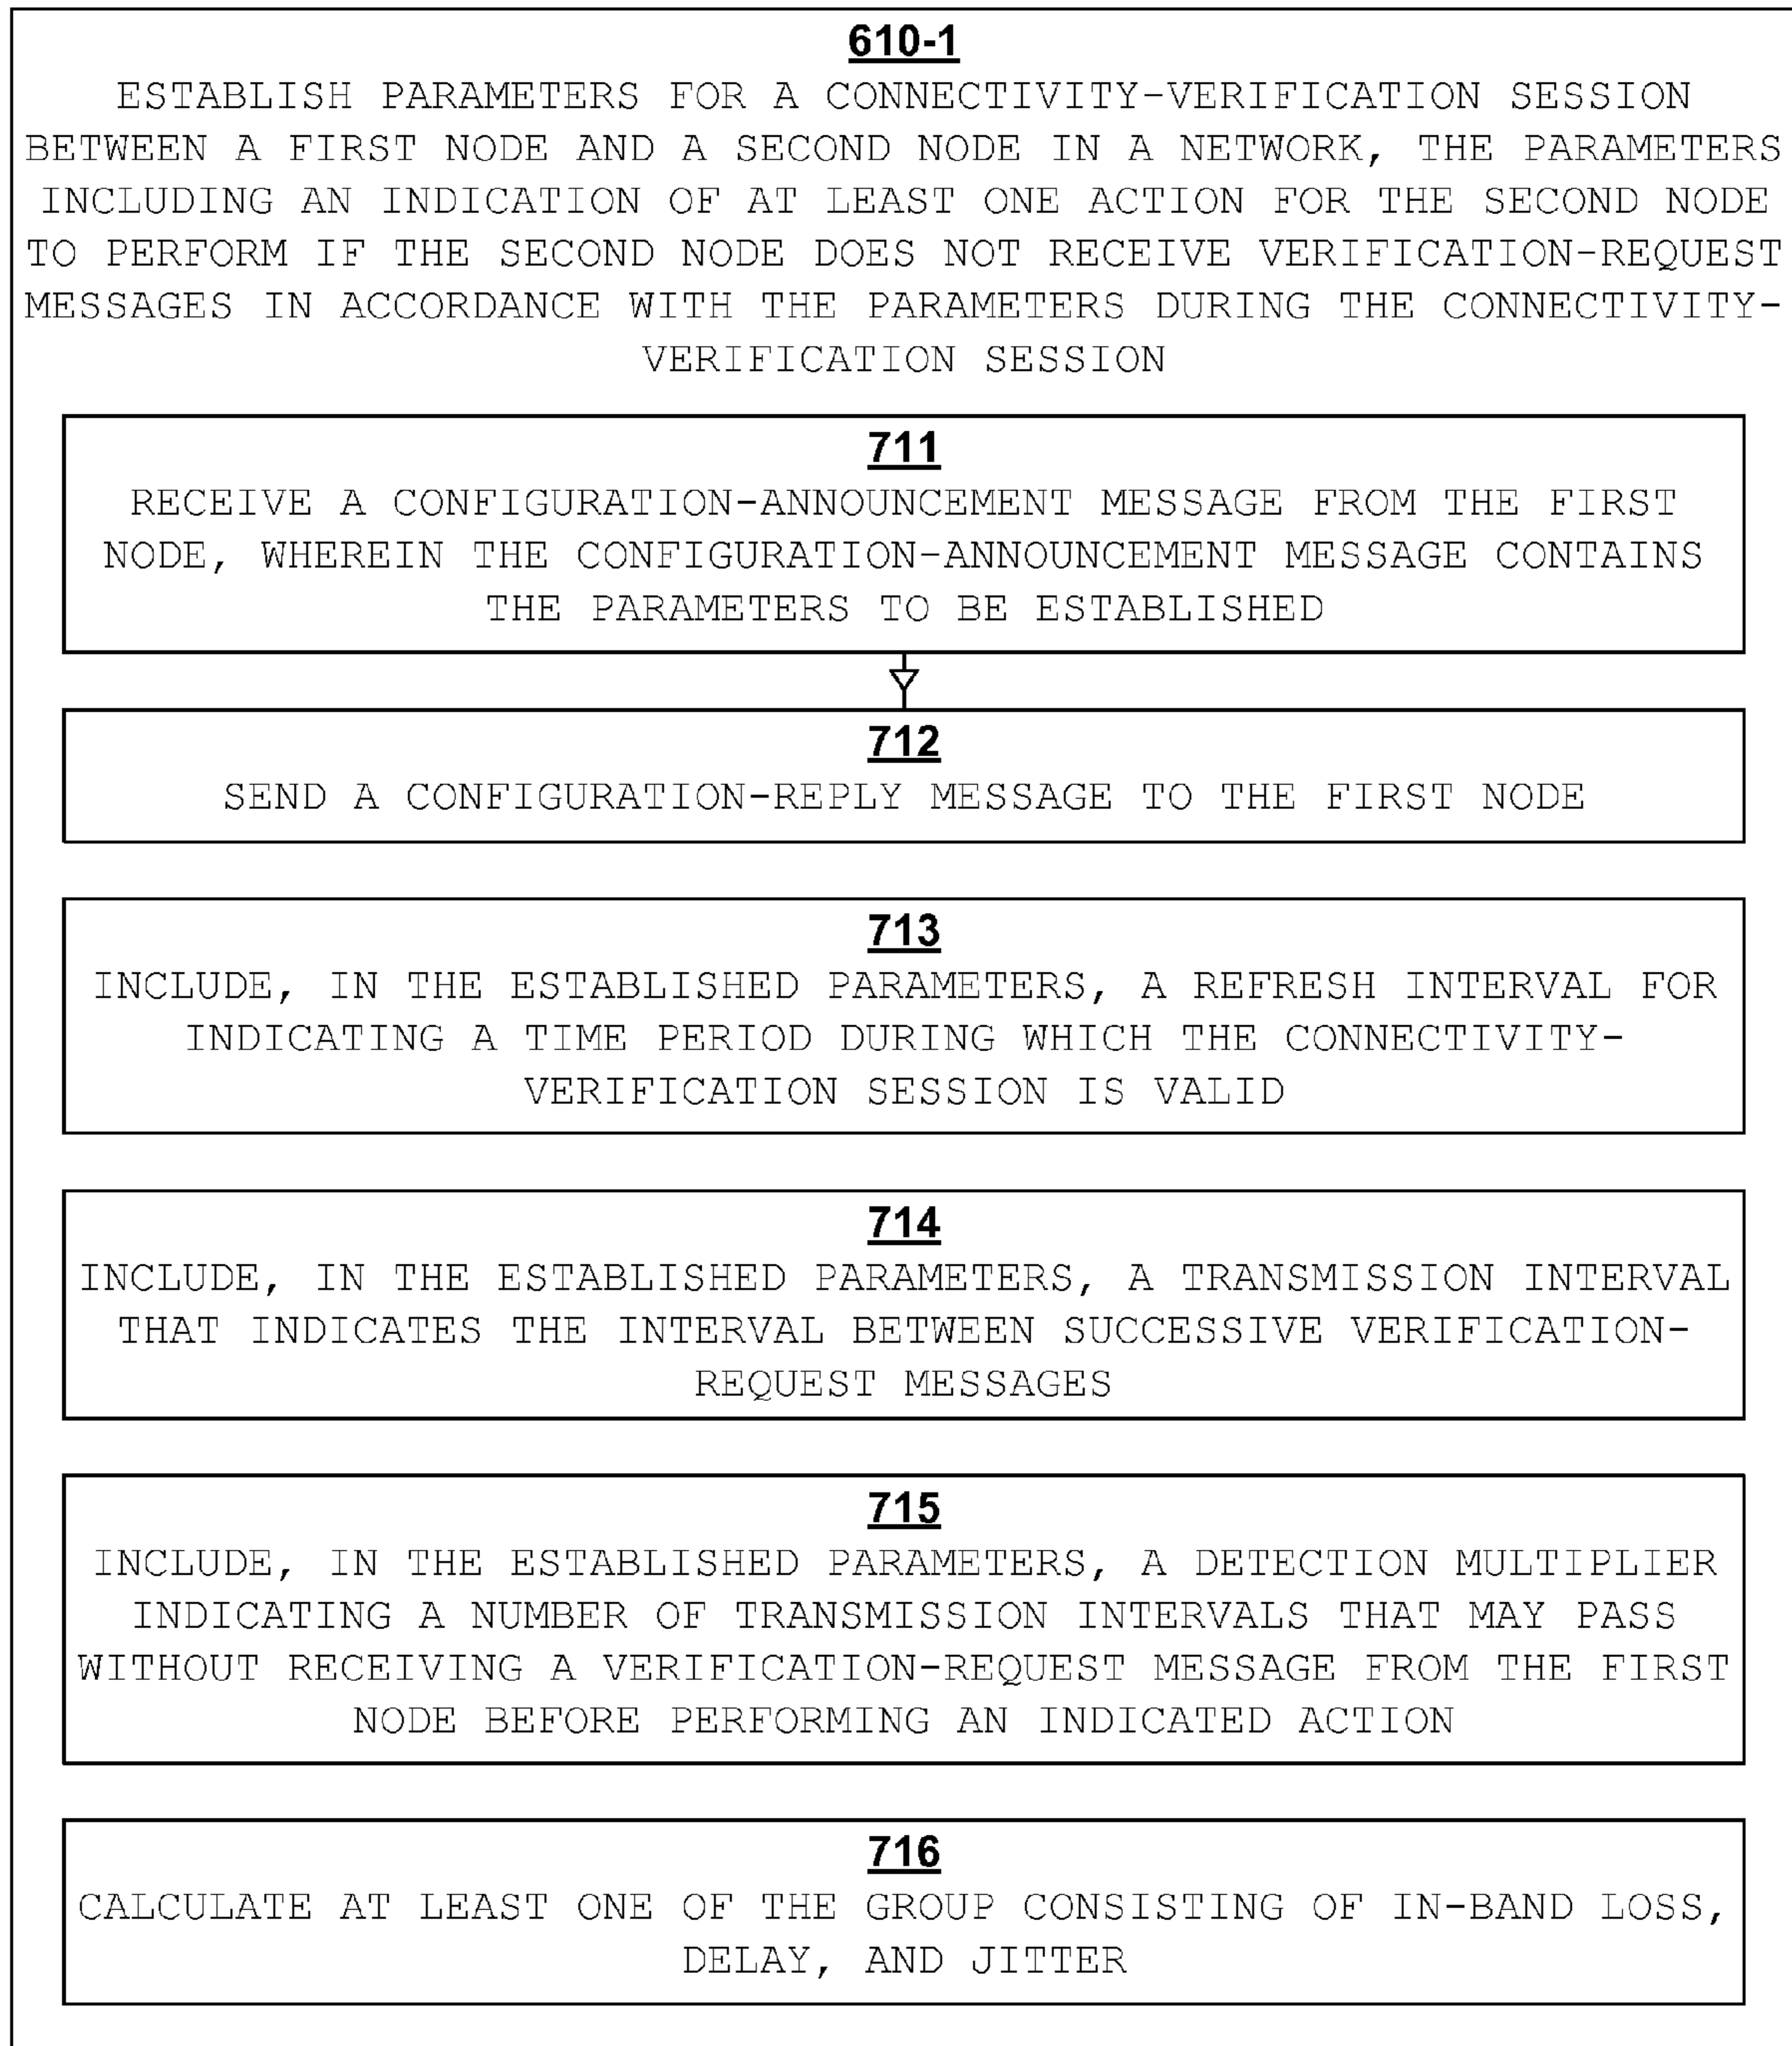 610-1
ESTABLISH PARAMETERS FOR A CONNECTIVITY-VERIFICATION SESSION
BETWEEN A FIRST NODE AND A SECOND NODE IN A NETWORK, THE PARAMETERS
INCLUDING AN INDICATION OF AT LEAST ONE ACTION FOR THE SECOND NODE
TO PERFORM IF THE SECOND NODE DOES NOT RECEIVE VERIFICATION-REQUEST
MESSAGES IN ACCORDANCE WITH THE PARAMETERS DURING THE CONNECTIVITY-
VERIFICATION SESSION
711
RECEIVE A CONFIGURATION-ANNOUNCEMENT MESSAGE FROM THE FIRST
NODE, WHEREIN THE CONFIGURATION-ANNOUNCEMENT MESSAGE CONTAINS
THE PARAMETERS TO BE ESTABLISHED
712
SEND A CONFIGURATION-REPLY MESSAGE TO THE FIRST NODE
713
INCLUDE, IN THE ESTABLISHED PARAMETERS, A REFRESH INTERVAL FOR
INDICATING A TIME PERIOD DURING WHICH THE CONNECTIVITY-
VERIFICATION SESSION IS VALID
714
INCLUDE, IN THE ESTABLISHED PARAMETERS, A TRANSMISSION INTERVAL
THAT INDICATES THE INTERVAL BETWEEN SUCCESSIVE VERIFICATION-
REQUEST MESSAGES
715
INCLUDE, IN THE ESTABLISHED PARAMETERS, A DETECTION MULTIPLIER
INDICATING A NUMBER OF TRANSMISSION INTERVALS THAT MAY PASS
WITHOUT RECEIVING A VERIFICATION-REQUEST MESSAGE FROM THE FIRST
NODE BEFORE PERFORMING AN INDICATED ACTION
716
CALCULATE AT LEAST ONE OF THE GROUP CONSISTING OF IN-BAND LOSS,
DELAY, AND JITTER